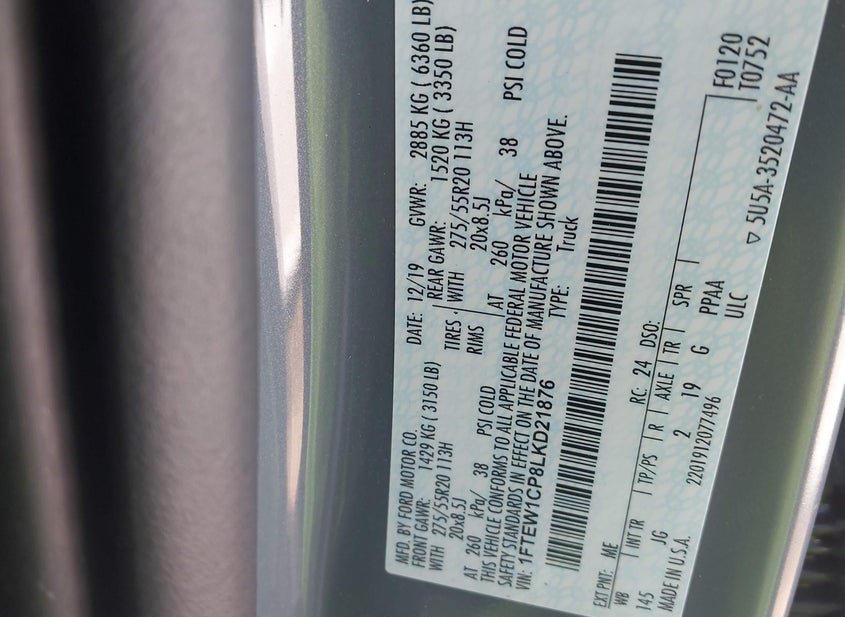 MFD. BY FORD MOTOR CO.
DATE: 12/19 GVWR: 2885 KG ( 6360 LB)
FRONT GAWR: 1429 KG ( 3150 LB) REAR GAWR: 1520 KG ( 3350 LB)
WITH 275/55R20 113H TIRES WITH 275/55R20 113H
20x8.5J RIMS 20x8.5J
AT 260 kPa/ 38 PSI COLD AT 260 kPa/ 38 PSI COLD
THIS VEHICLE CONFORMS TO ALL APPLICABLE FEDERAL MOTOR VEHICLE
SAFETY STANDARDS IN EFFECT ON THE DATE OF MANUFACTURE SHOWN ABOVE.
VIN: 1FTEW1CP8LKD21876 TYPE: Truck
EXT PNT: ME RC: 24 DSO: F0120
T0752
WB INT TR TP/PS R AXLE TR SPR
145 JG 2 19 G PPAA
MADE IN U.S.A. 2201912077496 ULC
▽ 5U5A-3520472-AA